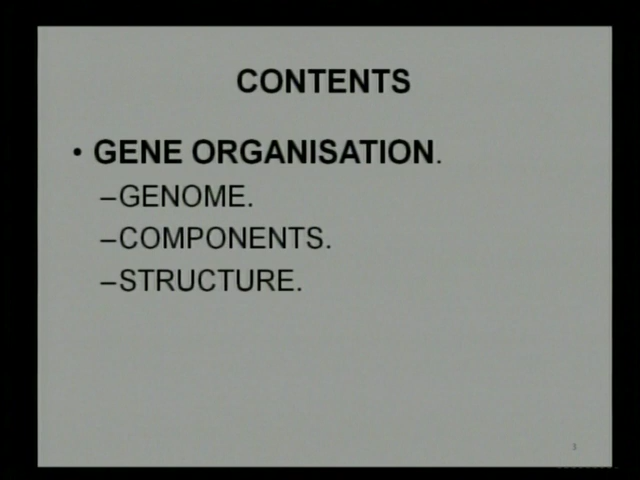 CONTENTS
• GENE ORGANISATION.
–GENOME.
–COMPONENTS.
–STRUCTURE.